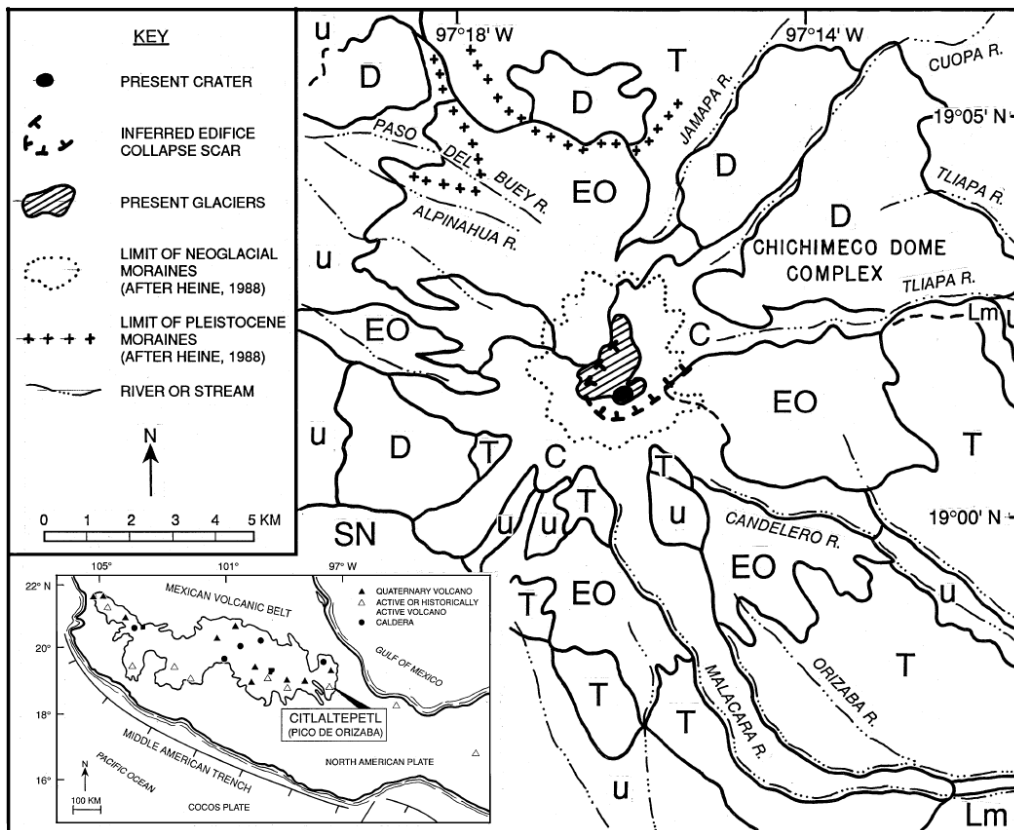 KEY
PRESENT CRATER
INFERRED EDIFICE
COLLAPSE SCAR
PRESENT GLACIERS
LIMIT OF NEOGLACIAL
MORAINES
(AFTER HEINE, 1988)
LIMIT OF PLEISTOCENE
MORAINES
(AFTER HEINE, 1988)
RIVER OR STREAM
N
0 1 2 3 4 5 KM
97°18' W
97°14' W
u
D
D
T
JAMAPA R.
CUOPA R.
19°05' N
PASO DEL BUEY R.
EO
D
TLIAPA R.
ALPINAHUA R.
D
CHICHIMECO DOME
COMPLEX
u
TLIAPA R.
Lm
u
EO
C
EO
T
u
D
T
C
T
T
u
SN
u
u
CANDELERO R.
19°00' N
T
EO
EO
u
T
T
T
MALACARA R.
ORIZABA R.
u
Lm
105°
101°
97°W
22° N
20°
18°
16°
MEXICAN VOLCANIC BELT
QUATERNARY VOLCANO
ACTIVE OR HISTORICALLY
ACTIVE VOLCANO
CALDERA
GULF OF MEXICO
CITLALTEPETL
(PICO DE ORIZABA)
MIDDLE AMERICAN TRENCH
NORTH AMERICAN PLATE
PACIFIC OCEAN
COCOS PLATE
N
100 KM